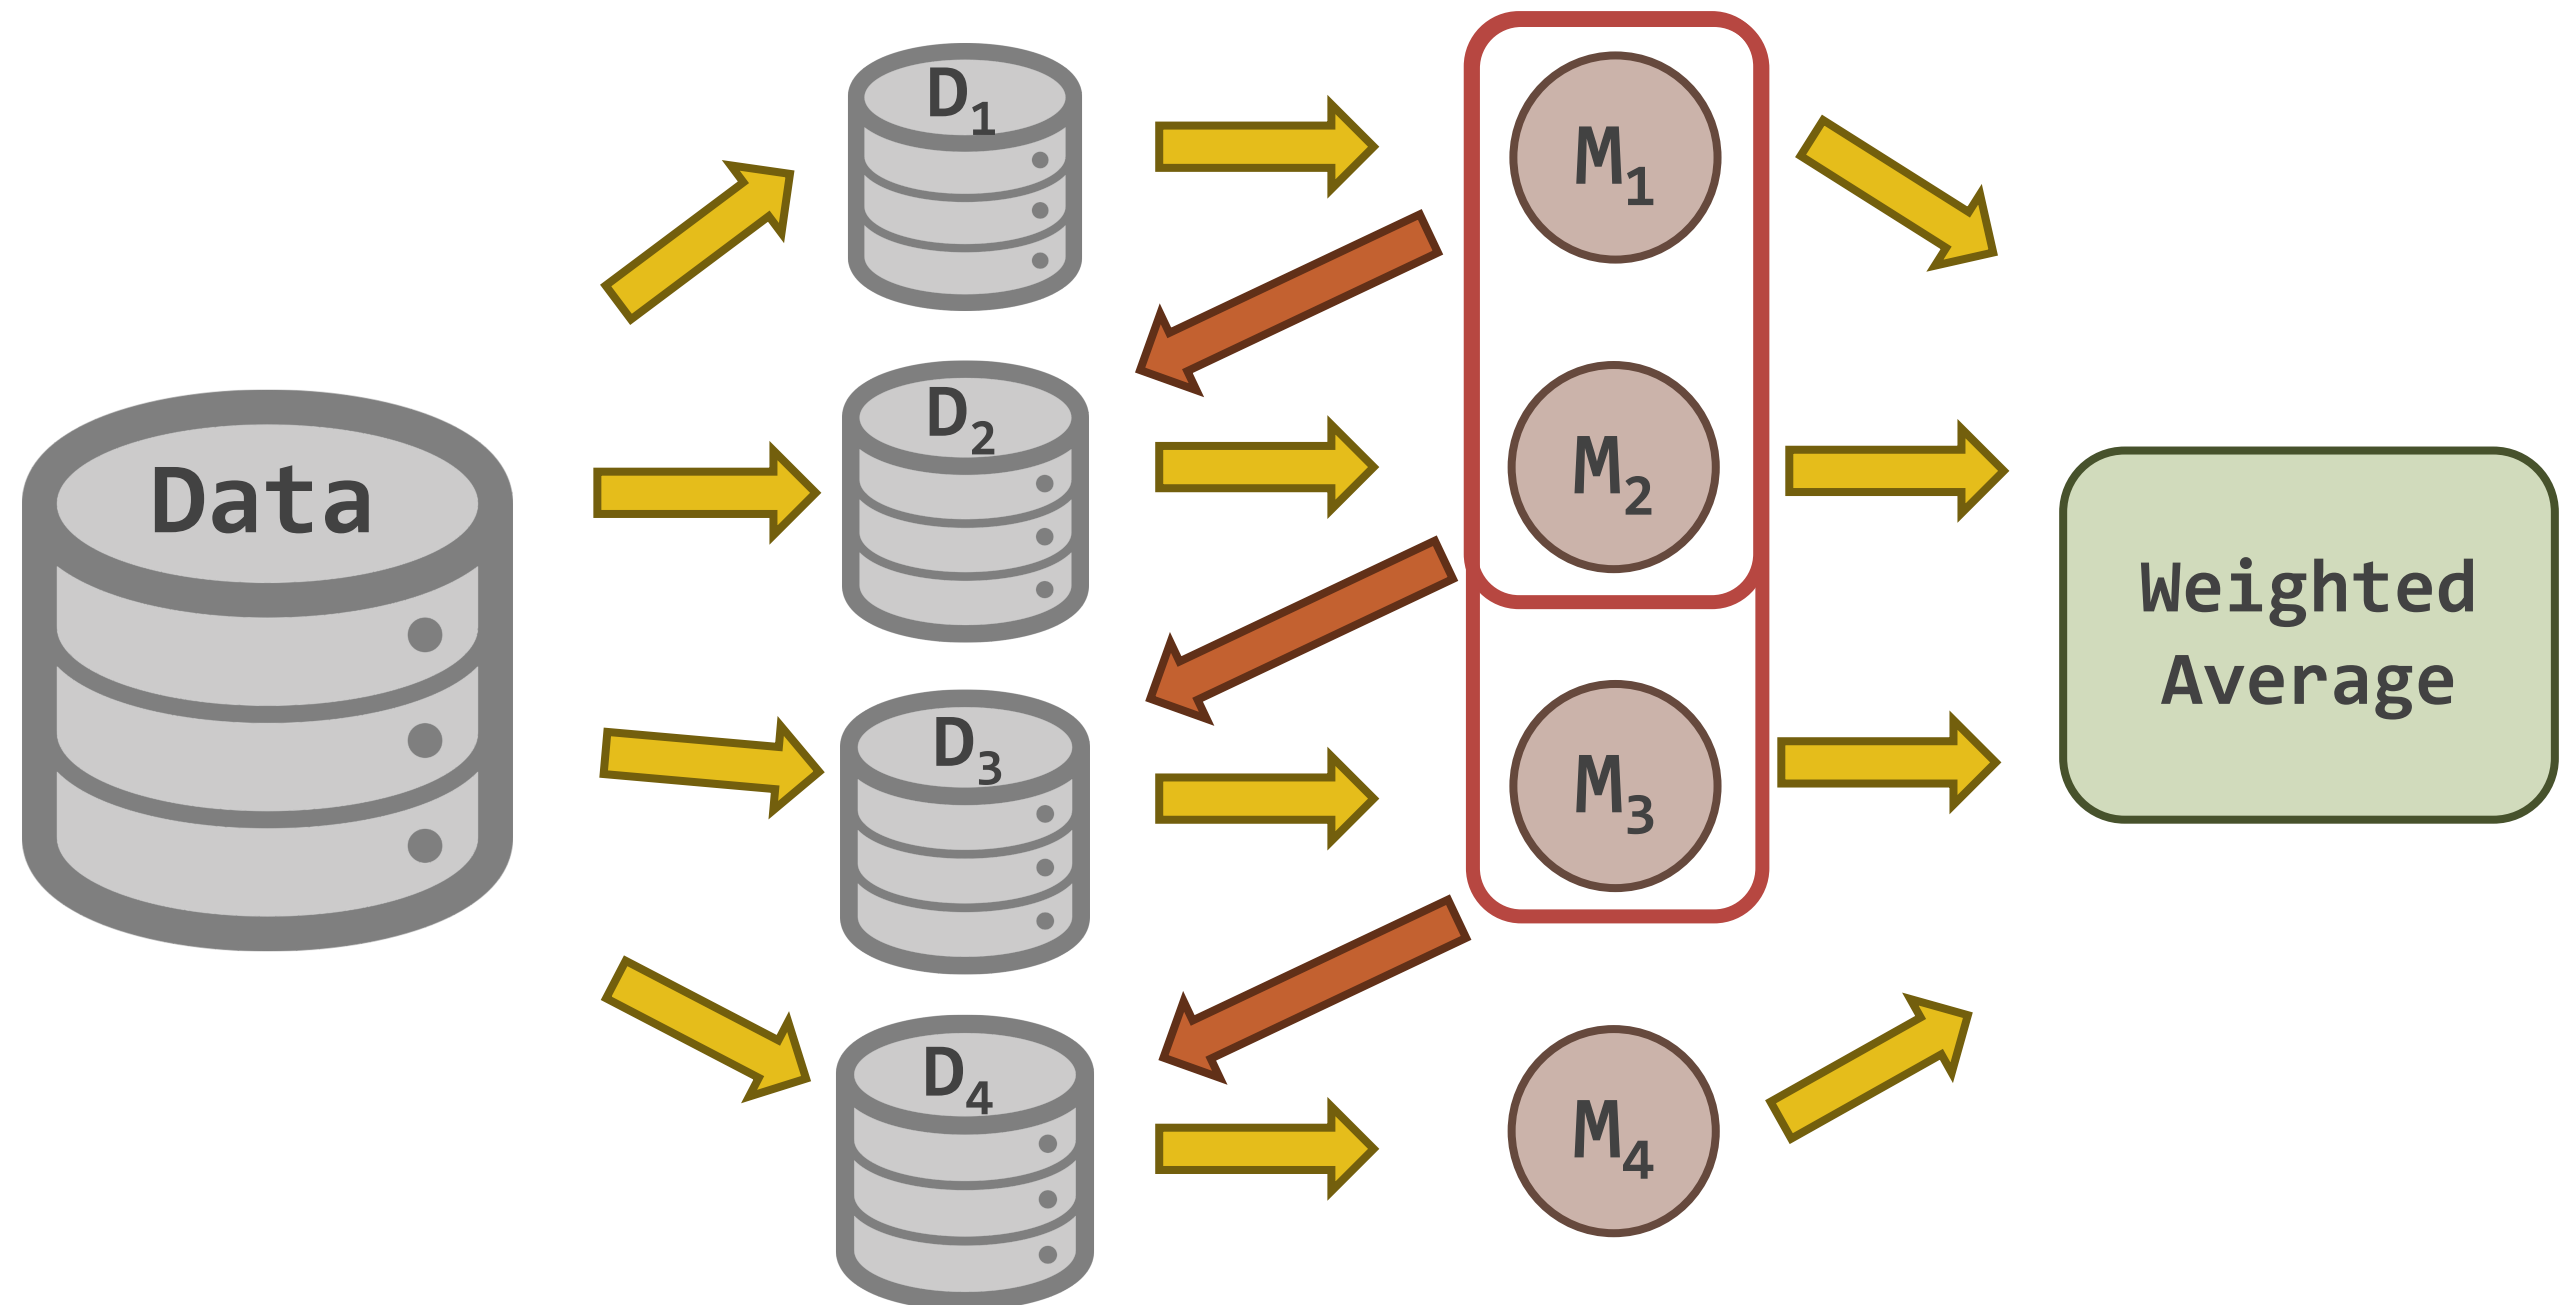 Data
D₁
D₂
D₃
D₄
M₁
M₂
M₃
M₄
Weighted
Average